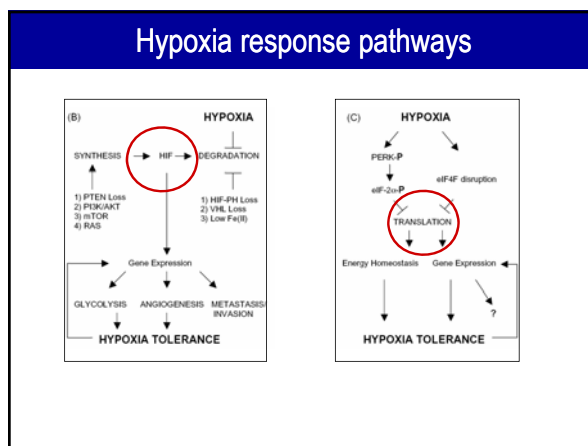 Hypoxia response pathways
(B)
HYPOXIA
SYNTHESIS
HIF
DEGRADATION
1) PTEN Loss
2) PI3K/AKT
3) mTOR
4) RAS
1) HIF-PH Loss
2) VHL Loss
3) Low Fe(II)
Gene Expression
GLYCOLYSIS
ANGIOGENESIS
METASTASIS/
INVASION
HYPOXIA TOLERANCE
(C)
HYPOXIA
PERK-P
eIF4F disruption
eIF-2α-P
TRANSLATION
Energy Homeostasis
Gene Expression
?
HYPOXIA TOLERANCE